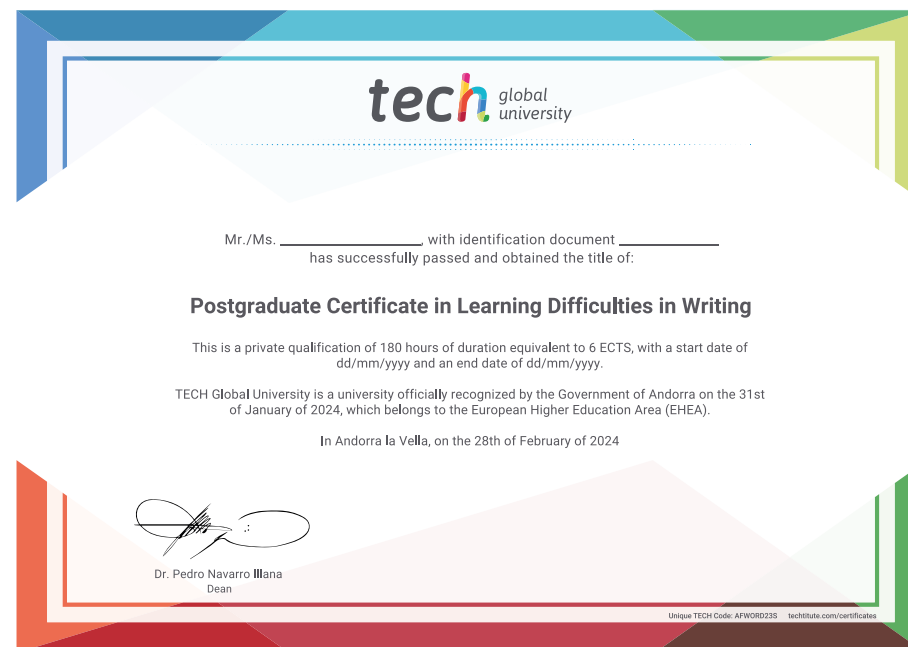 tech global university
Mr./Ms. ____________________, with identification document ______________
has successfully passed and obtained the title of:
Postgraduate Certificate in Learning Difficulties in Writing
This is a private qualification of 180 hours of duration equivalent to 6 ECTS, with a start date of
dd/mm/yyyy and an end date of dd/mm/yyyy.
TECH Global University is a university officially recognized by the Government of Andorra on the 31st
of January of 2024, which belongs to the European Higher Education Area (EHEA).
In Andorra la Vella, on the 28th of February of 2024
Dr. Pedro Navarro Illana
Dean
Unique TECH Code: AFWORD23S techtitute.com/certificates